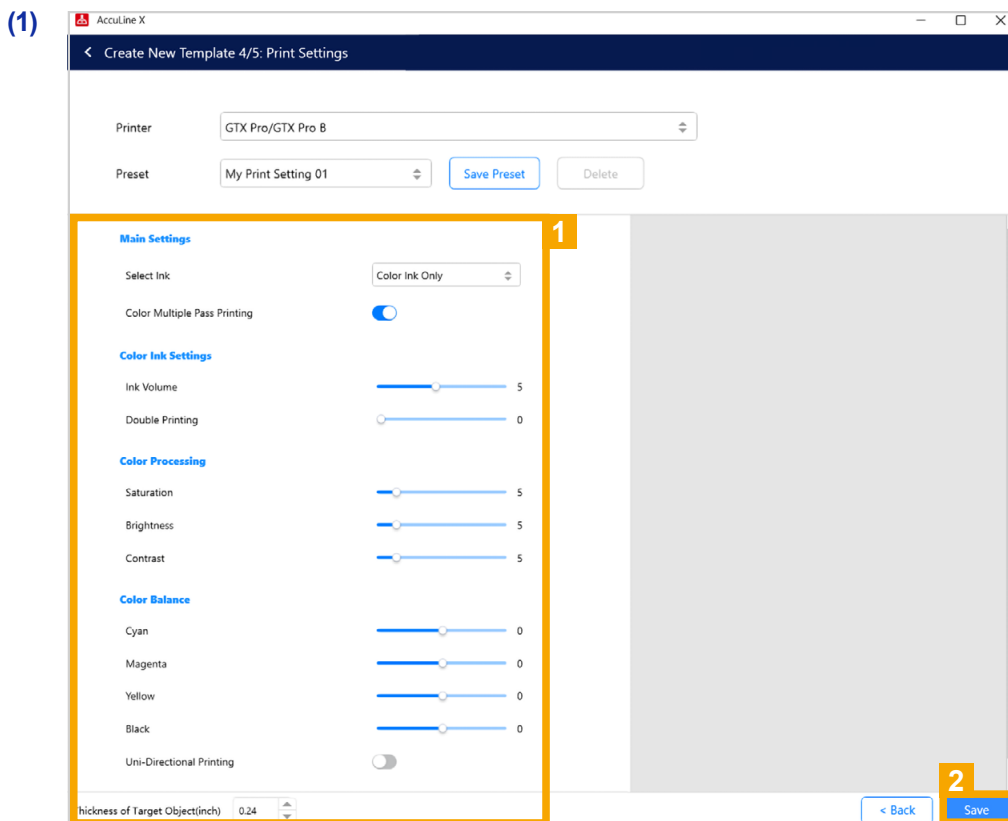 (1)
AccuLine X
Create New Template 4/5: Print Settings
Printer GTX Pro/GTX Pro B
Preset My Print Setting 01 Save Preset Delete
1
Main Settings
Select Ink Color Ink Only
Color Multiple Pass Printing
Color Ink Settings
Ink Volume 5
Double Printing 0
Color Processing
Saturation 5
Brightness 5
Contrast 5
Color Balance
Cyan 0
Magenta 0
Yellow 0
Black 0
Uni-Directional Printing
2
hickness of Target Object(inch) 0.24 < Back Save